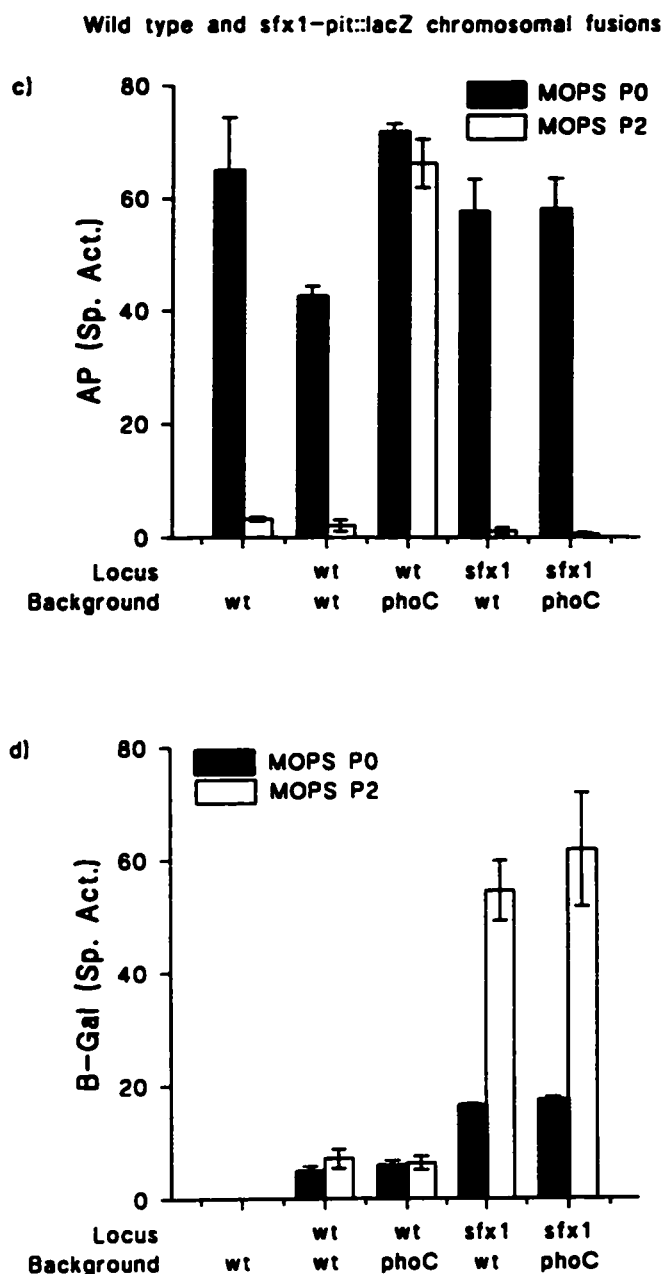 Wild type and sfx1-pit::lacZ chromosomal fusions
c)
80
60
40
20
0
AP (Sp. Act.)
MOPS P0
MOPS P2
Locus wt wt sfx1 sfx1
Background wt wt phoC wt phoC
d)
80
60
40
20
0
B-Gal (Sp. Act.)
MOPS P0
MOPS P2
Locus wt wt sfx1 sfx1
Background wt wt phoC wt phoC